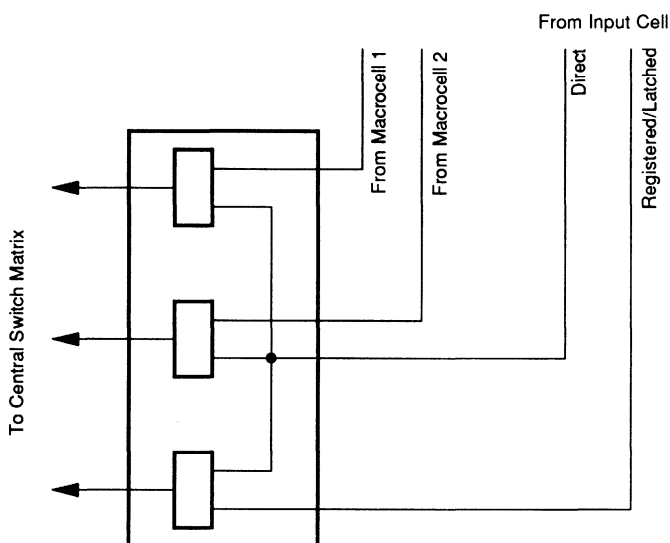 From Input Cell
From Macrocell 1
From Macrocell 2
Direct
Registered/Latched
To Central Switch Matrix